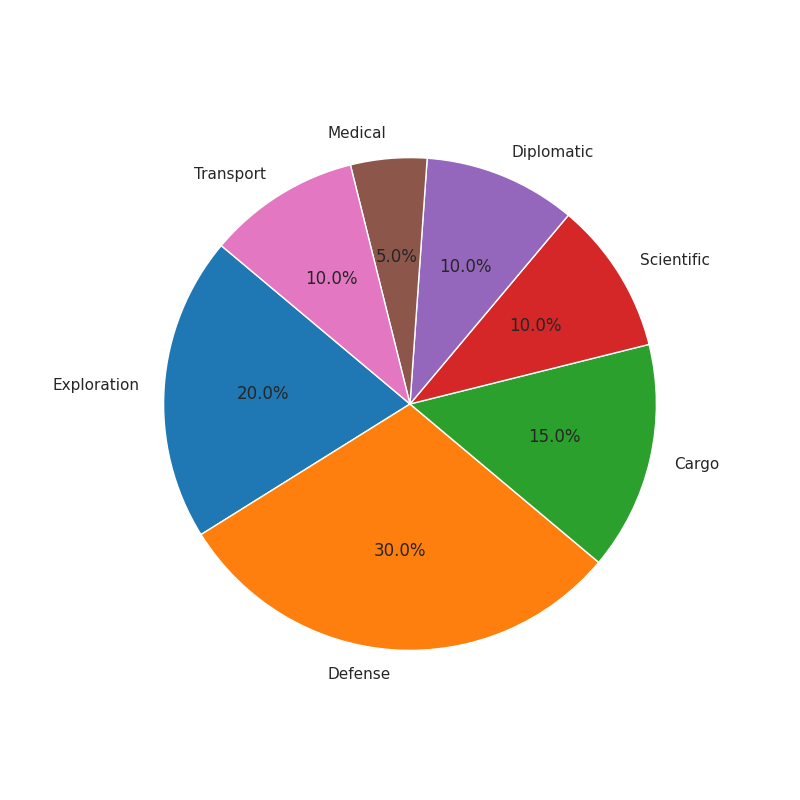 Medical
Diplomatic
Transport
Scientific
5.0%
10.0%
10.0%
10.0%
Exploration
20.0%
15.0%
Cargo
30.0%
Defense